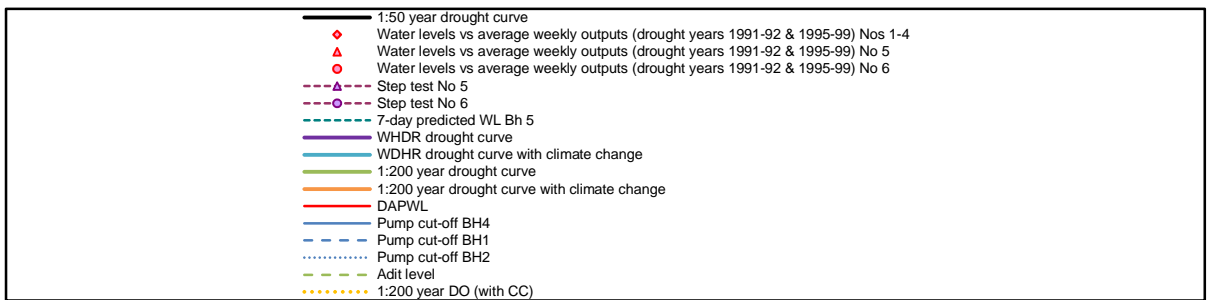 1:50 year drought curve
Water levels vs average weekly outputs (drought years 1991-92 & 1995-99) Nos 1-4
Water levels vs average weekly outputs (drought years 1991-92 & 1995-99) No 5
Water levels vs average weekly outputs (drought years 1991-92 & 1995-99) No 6
Step test No 5
Step test No 6
7-day predicted WL Bh 5
WHDR drought curve
WDHR drought curve with climate change
1:200 year drought curve
1:200 year drought curve with climate change
DAPWL
Pump cut-off BH4
Pump cut-off BH1
Pump cut-off BH2
Adit level
1:200 year DO (with CC)